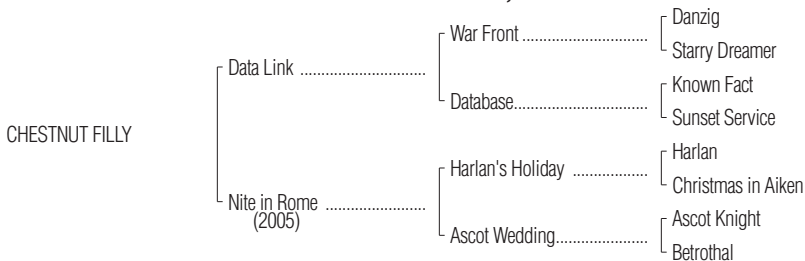 Danzig
War Front
Starry Dreamer
Data Link
Known Fact
Database
Sunset Service
CHESTNUT FILLY
Harlan
Harlan's Holiday
Christmas in Aiken
Nite in Rome
(2005)
Ascot Knight
Ascot Wedding
Betrothal